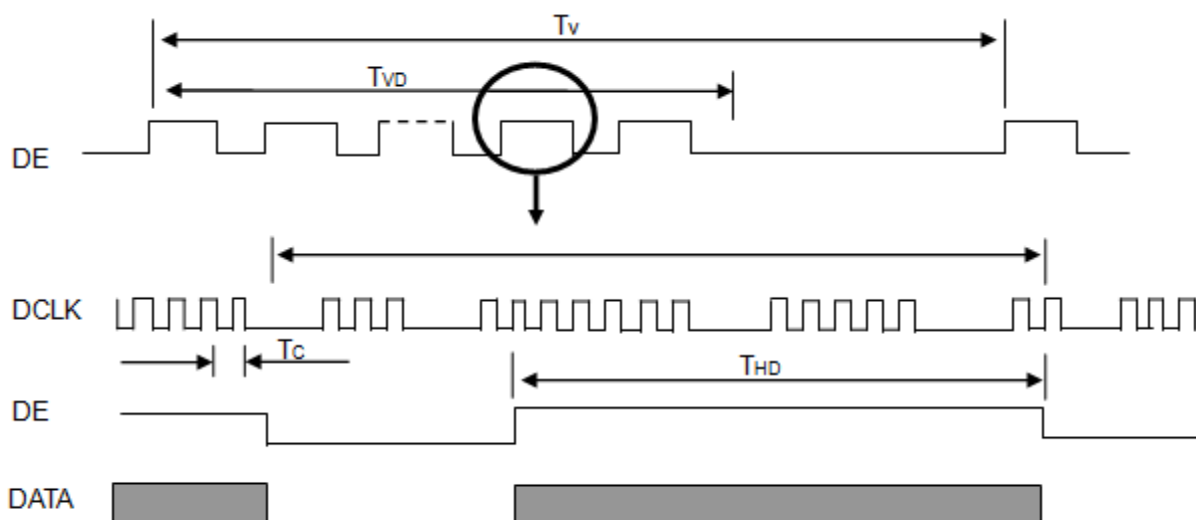 Tv
TVD
DE
DCLK
TC
THD
DE
DATA